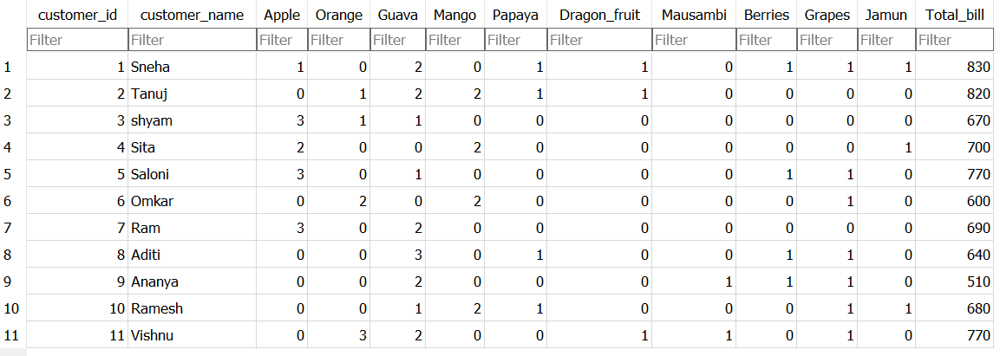 customer_id customer_name Apple Orange Guava Mango Papaya Dragon_fruit Mausambi Berries Grapes Jamun Total_bill
Filter Filter Filter Filter Filter Filter Filter Filter Filter Filter Filter Filter Filter
1 1 Sneha 1 0 2 0 1 1 0 1 1 1 830
2 2 Tanuj 0 1 2 2 1 1 0 0 0 0 820
3 3 shyam 3 1 1 0 0 0 0 0 0 0 670
4 4 Sita 2 0 0 2 0 0 0 0 0 1 700
5 5 Saloni 3 0 1 0 0 0 0 1 1 0 770
6 6 Omkar 0 2 0 2 0 0 0 0 1 0 600
7 7 Ram 3 0 2 0 0 0 0 0 0 0 690
8 8 Aditi 0 0 3 0 1 0 0 1 1 0 640
9 9 Ananya 0 0 2 0 0 0 1 1 1 0 510
10 10 Ramesh 0 0 1 2 1 0 0 0 1 1 680
11 11 Vishnu 0 3 2 0 0 1 1 0 1 0 770